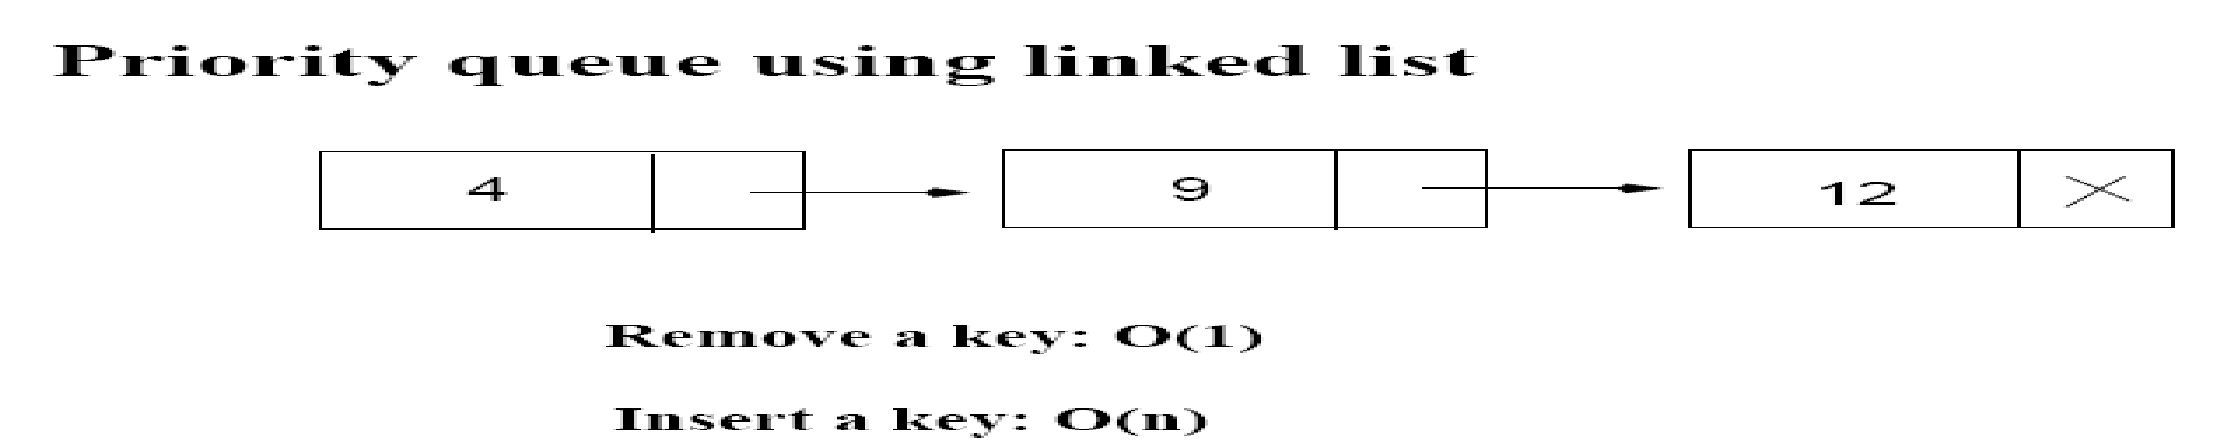 Priority queue using linked list
4 9 12
Remove a key: O(1)
Insert a key: O(n)